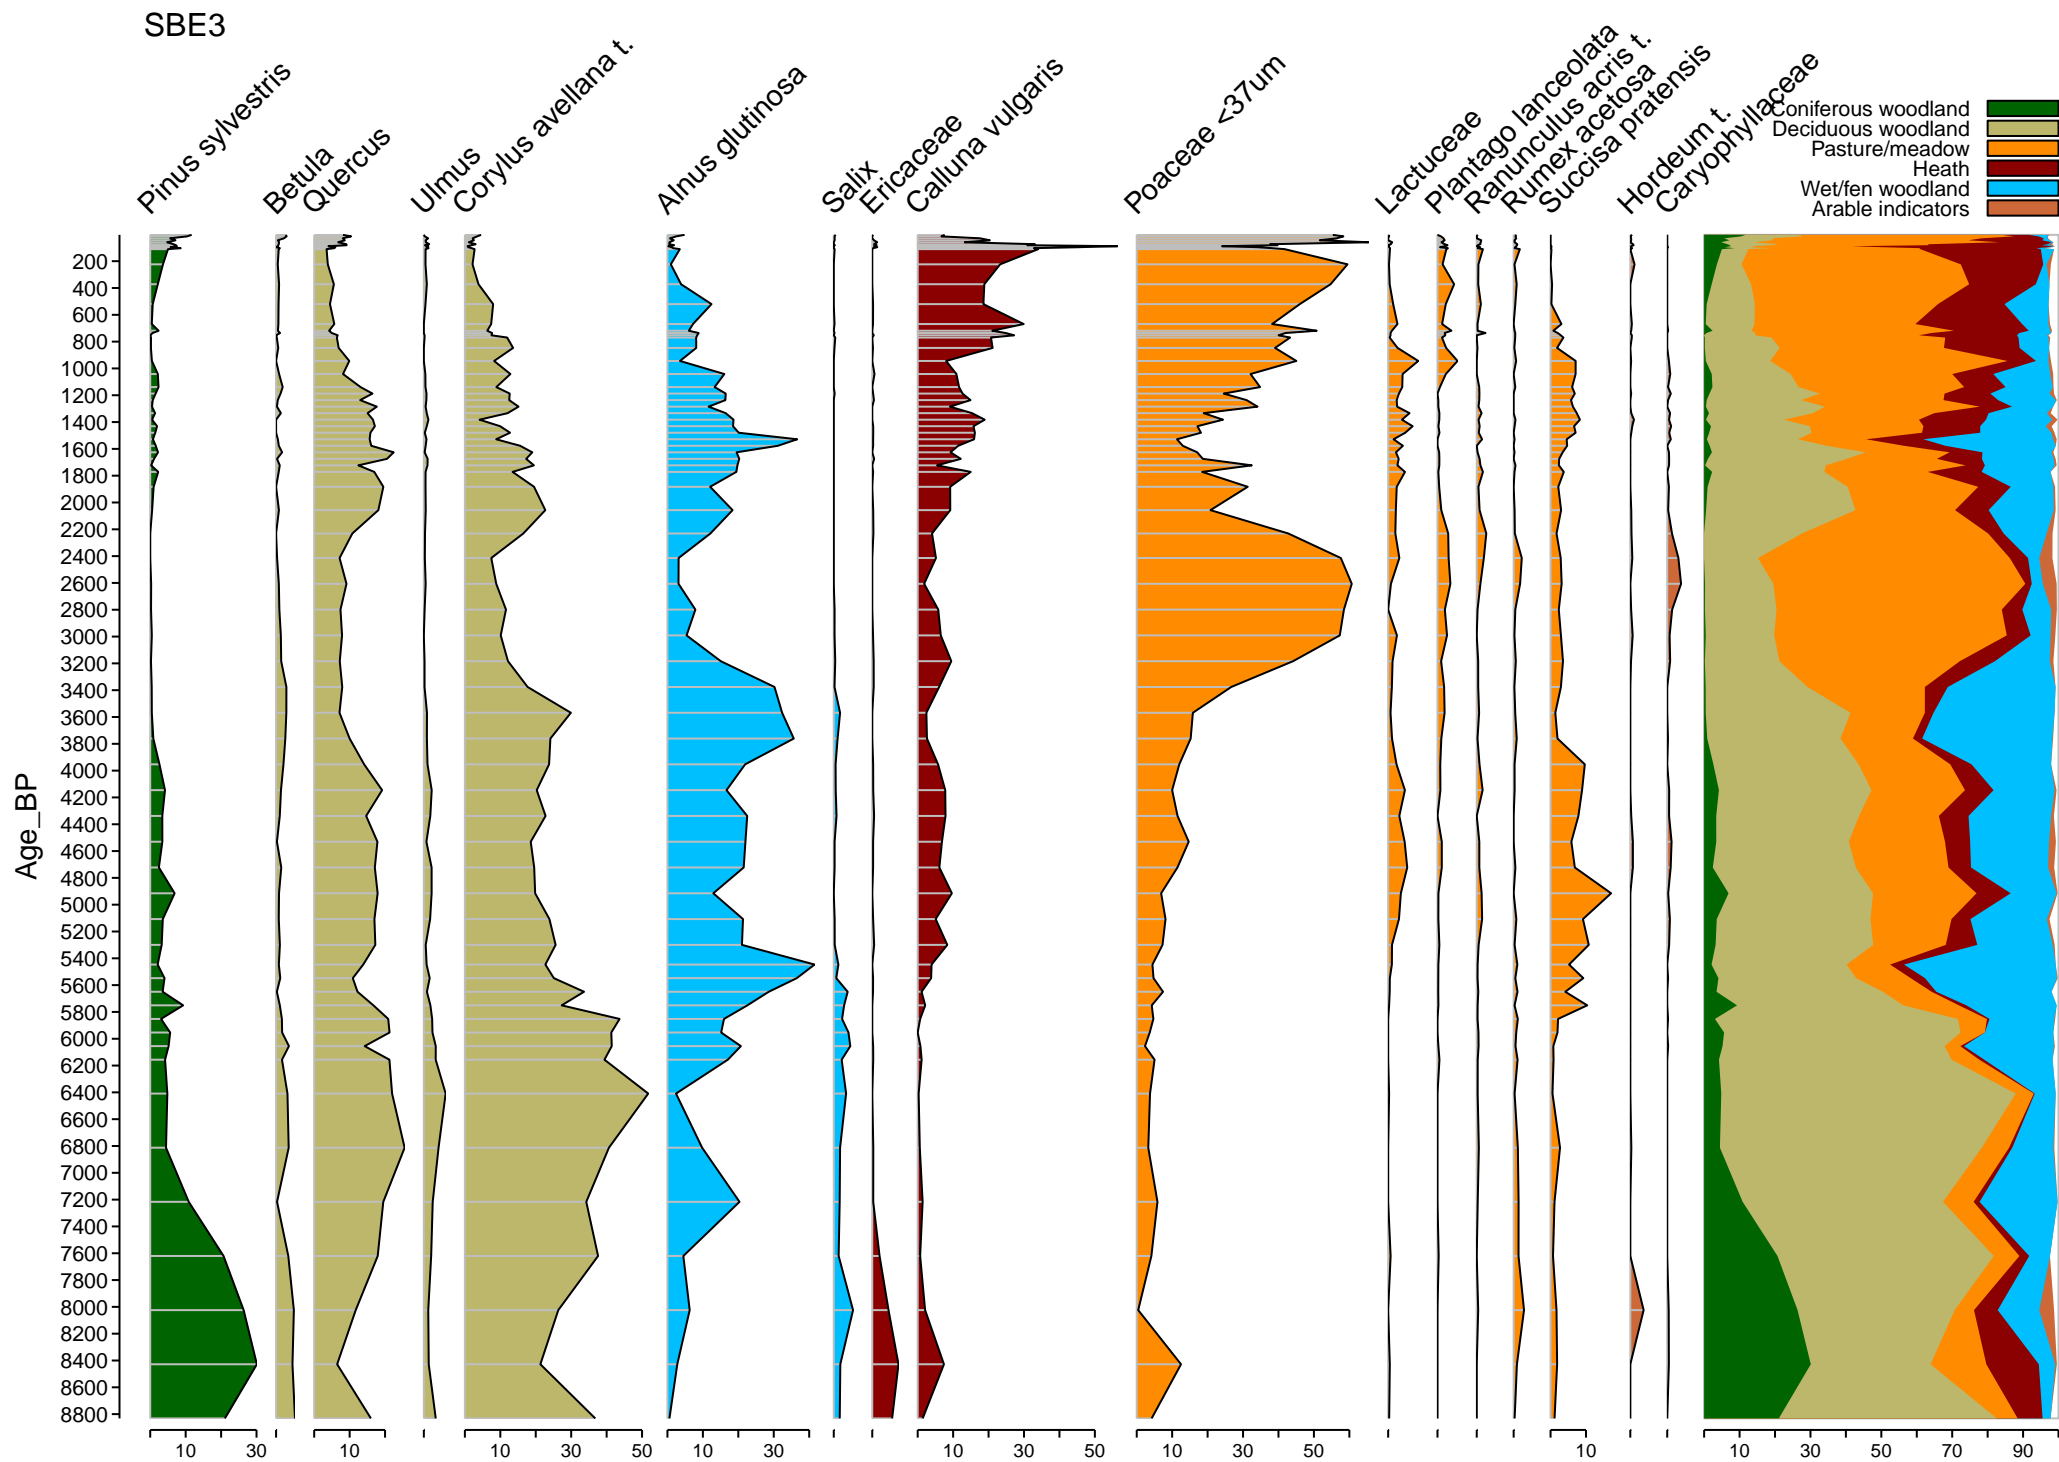 SBE3
Pinus sylvestris
Betula
Quercus
Ulmus
Corylus avellana t.
Alnus glutinosa
Salix
Ericaceae
Calluna vulgaris
Poaceae <37um
Lactuceae
Plantago lanceolata
Ranunculus acris t.
Rumex acetosa
Succisa pratensis
Hordeum t.
Caryophyllaceae
Coniferous woodland
Deciduous woodland
Pasture/meadow
Heath
Wet/fen woodland
Arable indicators
Age_BP
200
400
600
800
1000
1200
1400
1600
1800
2000
2200
2400
2600
2800
3000
3200
3400
3600
3800
4000
4200
4400
4600
4800
5000
5200
5400
5600
5800
6000
6200
6400
6800
7000
7200
7400
7600
7800
8000
8200
8400
8600
8800
10 30 10 10 30 50 10 30 10 30 50 10 30 50 10 10 30 50 70 90